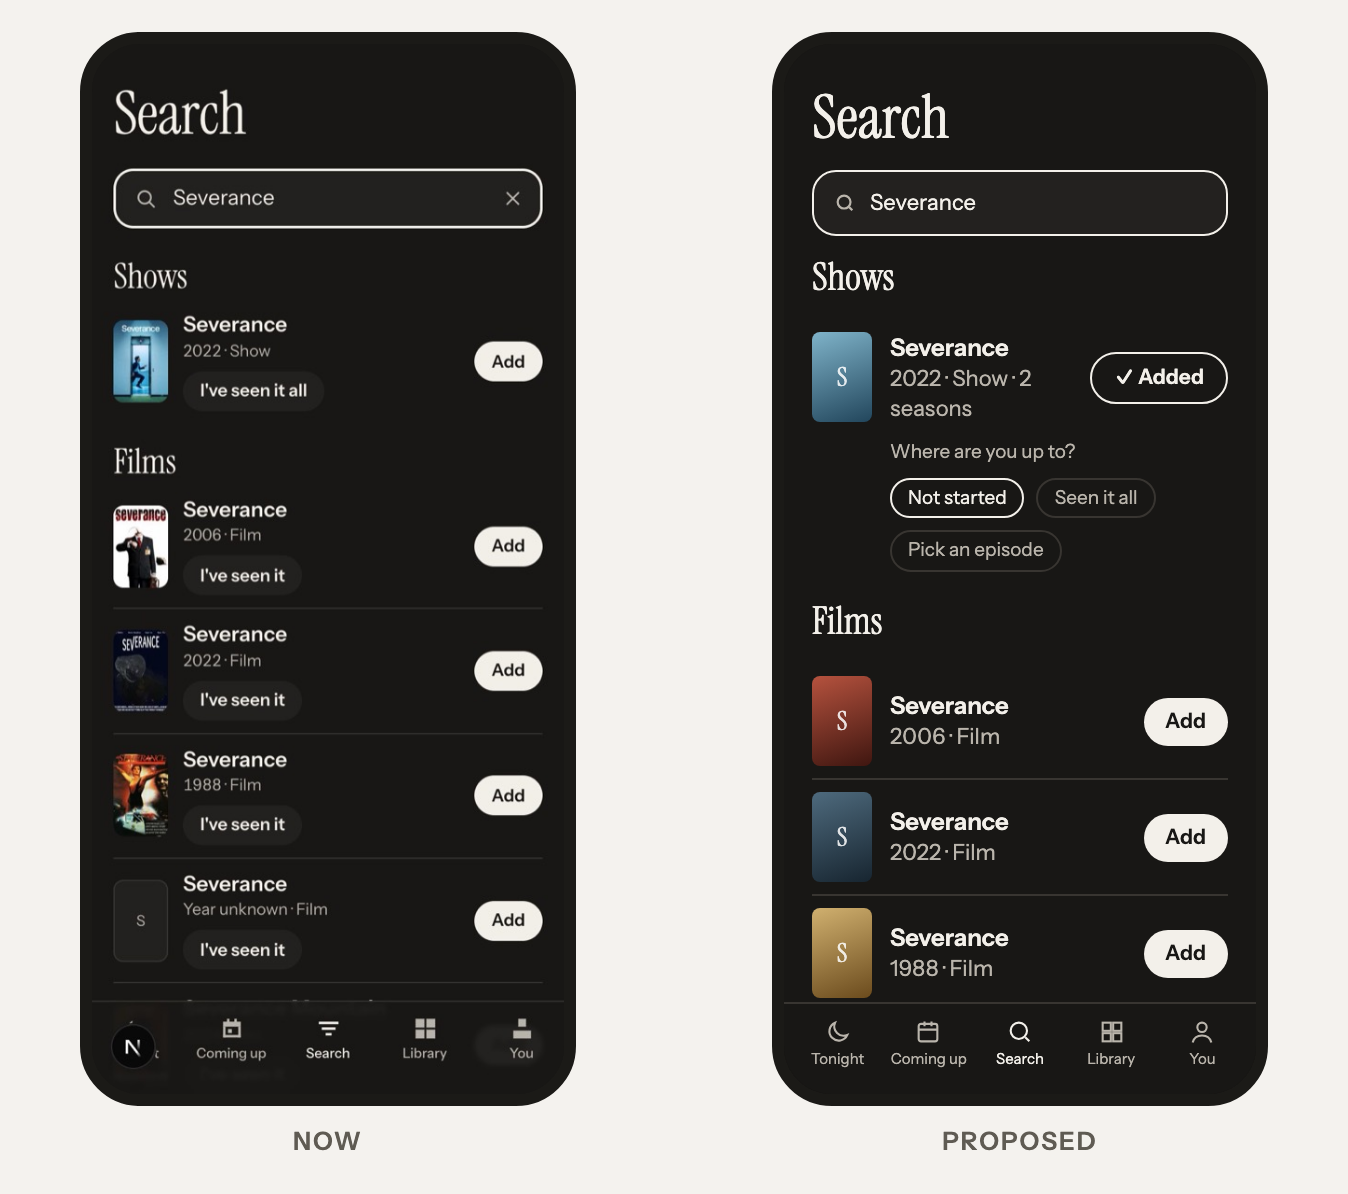 Search
Severance
Shows
Severance
Severance
2022·Show
I've seen it all
Add
Films
severance
Severance
2006·Film
I've seen it
Add
SEVERANCE
Severance
2022·Film
I've seen it
Add
Severance
1988·Film
I've seen it
Add
S
Severance
Year unknown·Film
I've seen it
Add
N
Coming up
Search
Library
You
NOW
Search
Severance
Shows
S
Severance
2022·Show·2
seasons
✓ Added
Where are you up to?
Not started
Seen it all
Pick an episode
Films
S
Severance
2006·Film
Add
S
Severance
2022·Film
Add
S
Severance
1988·Film
Add
Tonight
Coming up
Search
Library
You
PROPOSED